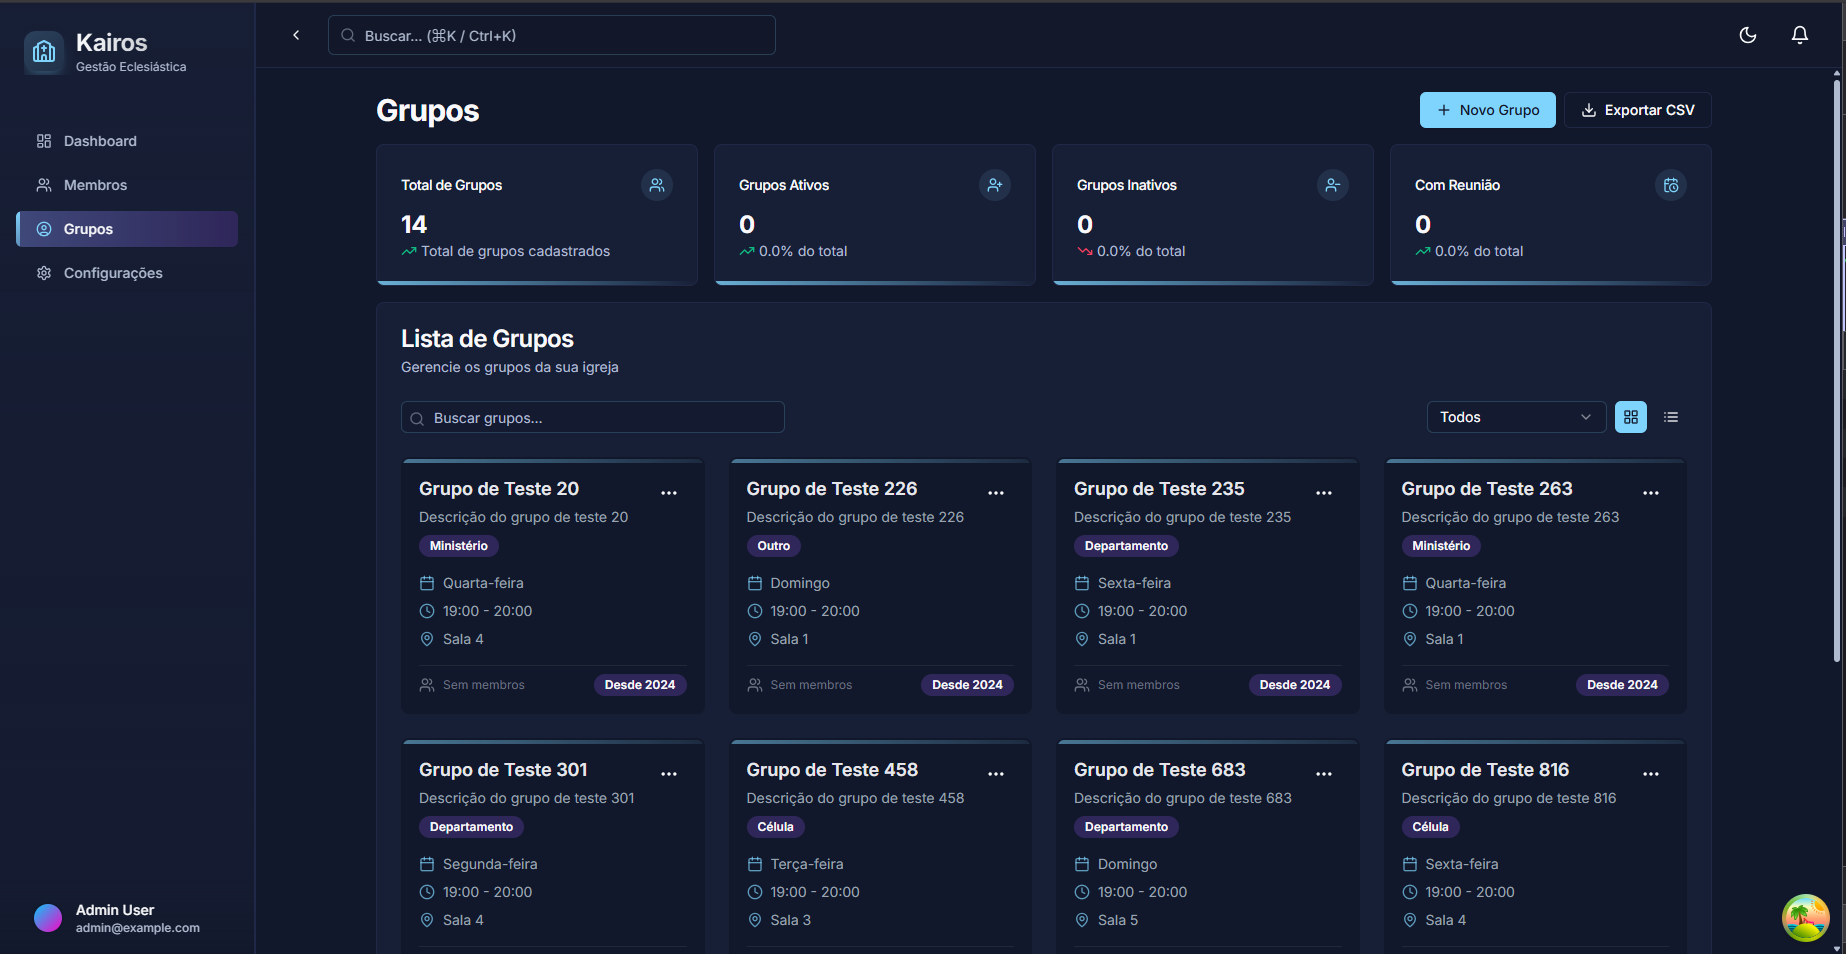 Kairos
Gestão Eclesiástica
Buscar... (⌘K / Ctrl+K)
Dashboard
Membros
Grupos
Configurações
Admin User
admin@example.com
Grupos
Novo Grupo
Exportar CSV
Total de Grupos
14
Total de grupos cadastrados
Grupos Ativos
0
0.0% do total
Grupos Inativos
0
0.0% do total
Com Reunião
0
0.0% do total
Lista de Grupos
Gerencie os grupos da sua igreja
Buscar grupos...
Todos
Grupo de Teste 20
Descrição do grupo de teste 20
Ministério
Quarta-feira
19:00 - 20:00
Sala 4
Sem membros
Desde 2024
Grupo de Teste 226
Descrição do grupo de teste 226
Outro
Domingo
19:00 - 20:00
Sala 1
Sem membros
Desde 2024
Grupo de Teste 235
Descrição do grupo de teste 235
Departamento
Sexta-feira
19:00 - 20:00
Sala 1
Sem membros
Desde 2024
Grupo de Teste 263
Descrição do grupo de teste 263
Ministério
Quarta-feira
19:00 - 20:00
Sala 1
Sem membros
Desde 2024
Grupo de Teste 301
Descrição do grupo de teste 301
Departamento
Segunda-feira
19:00 - 20:00
Sala 4
Grupo de Teste 458
Descrição do grupo de teste 458
Célula
Terça-feira
19:00 - 20:00
Sala 3
Grupo de Teste 683
Descrição do grupo de teste 683
Departamento
Domingo
19:00 - 20:00
Sala 5
Grupo de Teste 816
Descrição do grupo de teste 816
Célula
Sexta-feira
19:00 - 20:00
Sala 4